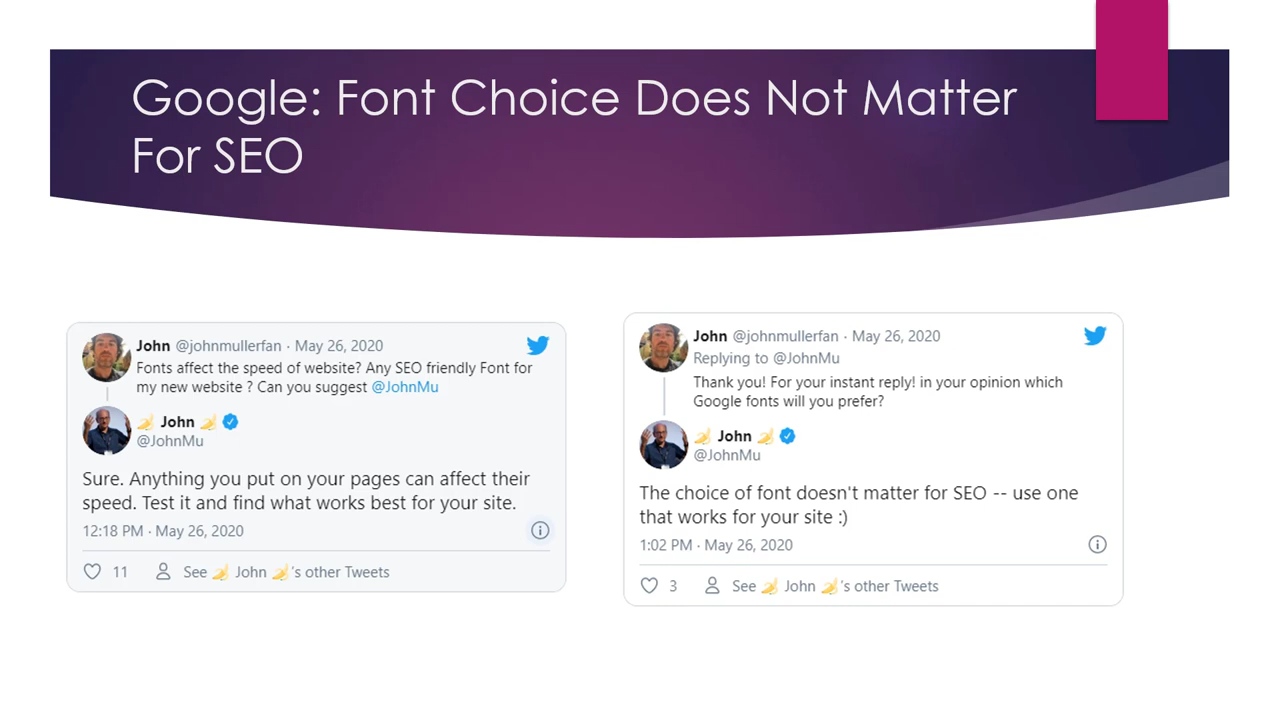 Google: Font Choice Does Not Matter
For SEO
John @johnmullerfan · May 26, 2020
Fonts affect the speed of website? Any SEO friendly Font for
my new website ? Can you suggest @JohnMu
🍌 John 🍌
@JohnMu
Sure. Anything you put on your pages can affect their
speed. Test it and find what works best for your site.
12:18 PM · May 26, 2020
11 See 🍌 John 🍌's other Tweets
John @johnmullerfan · May 26, 2020
Replying to @JohnMu
Thank you! For your instant reply! in your opinion which
Google fonts will you prefer?
🍌 John 🍌
@JohnMu
The choice of font doesn't matter for SEO -- use one
that works for your site :)
1:02 PM · May 26, 2020
3 See 🍌 John 🍌's other Tweets